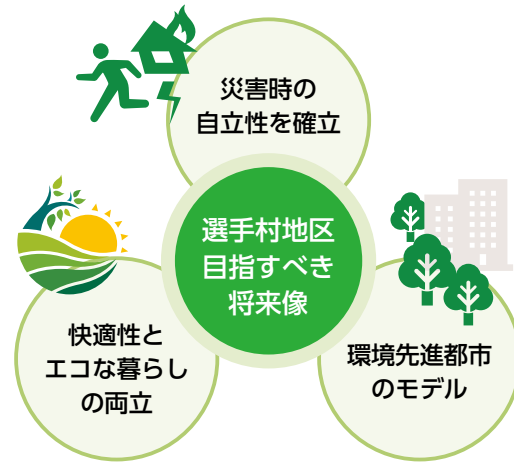 災害時の
自立性を確立
選手村地区
目指すべき
将来像
快適性と
エコな暮らし
の両立
環境先進都市
のモデル